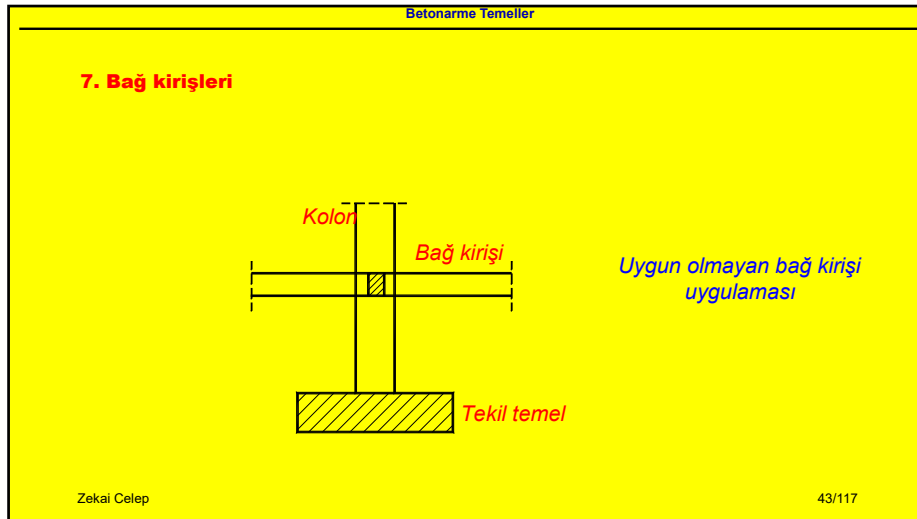 Betonarme Temeller
7. Bağ kirişleri
Kolon
Bağ kirişi
Uygun olmayan bağ kirişi
uygulaması
Tekil temel
Zekai Celep
43/117